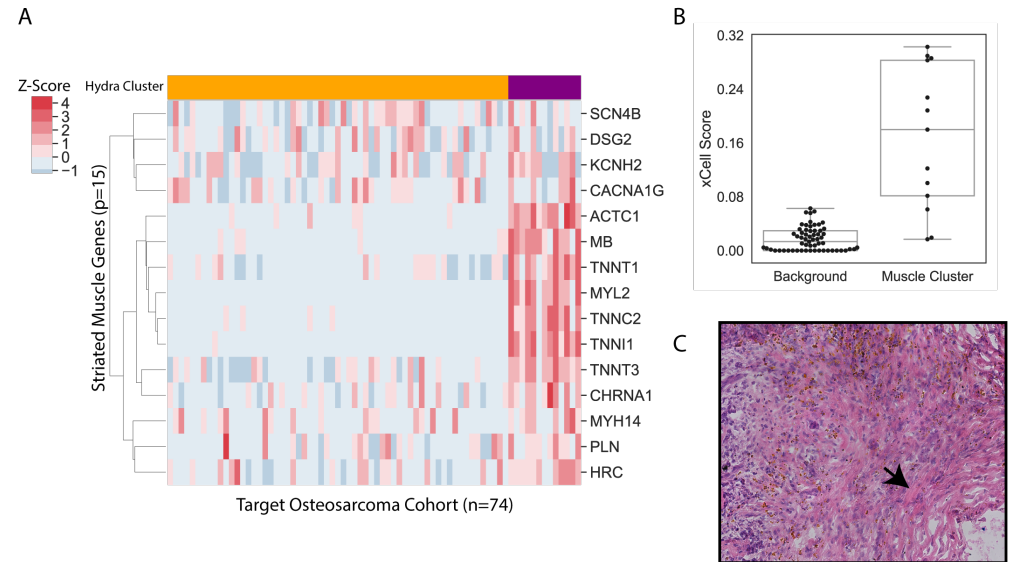 A
Z-Score
4
3
2
1
0
−1
Hydra Cluster
Striated Muscle Genes (p=15)
SCN4B
DSG2
KCNH2
CACNA1G
ACTC1
MB
TNNT1
MYL2
TNNC2
TNNI1
TNNT3
CHRNA1
MYH14
PLN
HRC
Target Osteosarcoma Cohort (n=74)
B
xCell Score
0.32
0.24
0.16
0.08
0.00
Background
Muscle Cluster
C